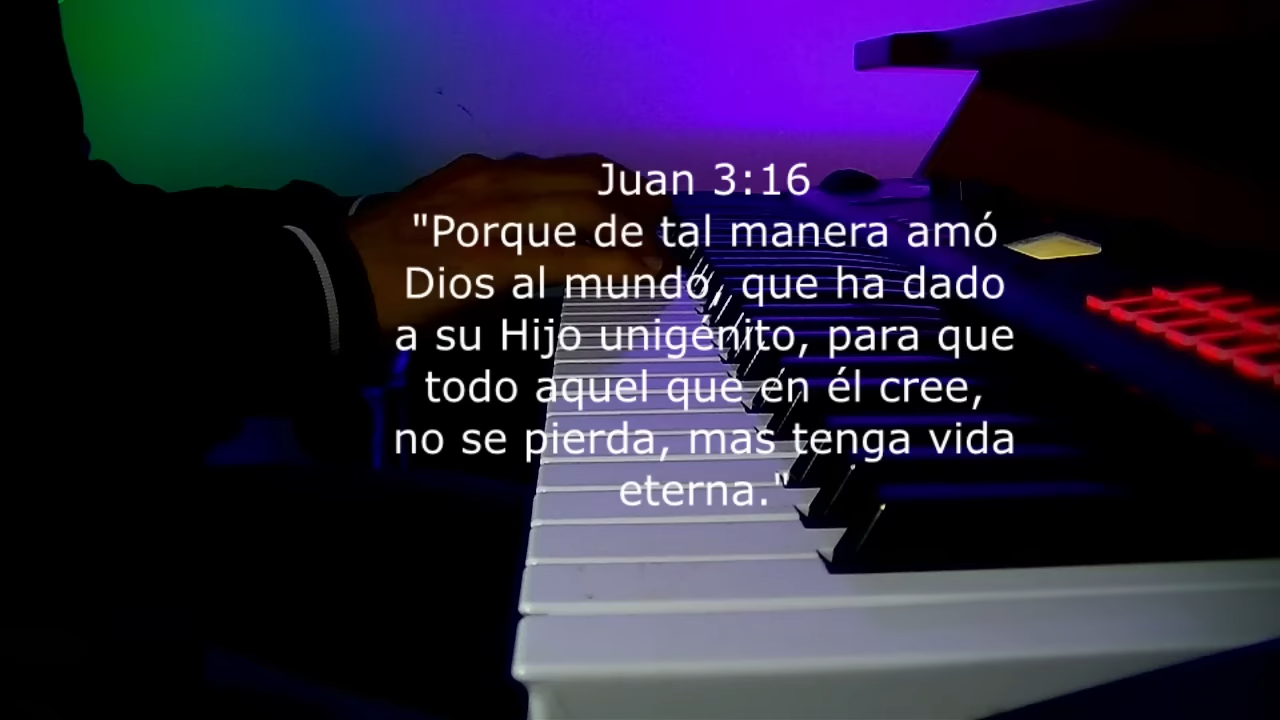 Juan 3:16
"Porque de tal manera amó
Dios al mundo, que ha dado
a su Hijo unigénito, para que
todo aquel que en él cree,
no se pierda, mas tenga vida
eterna."